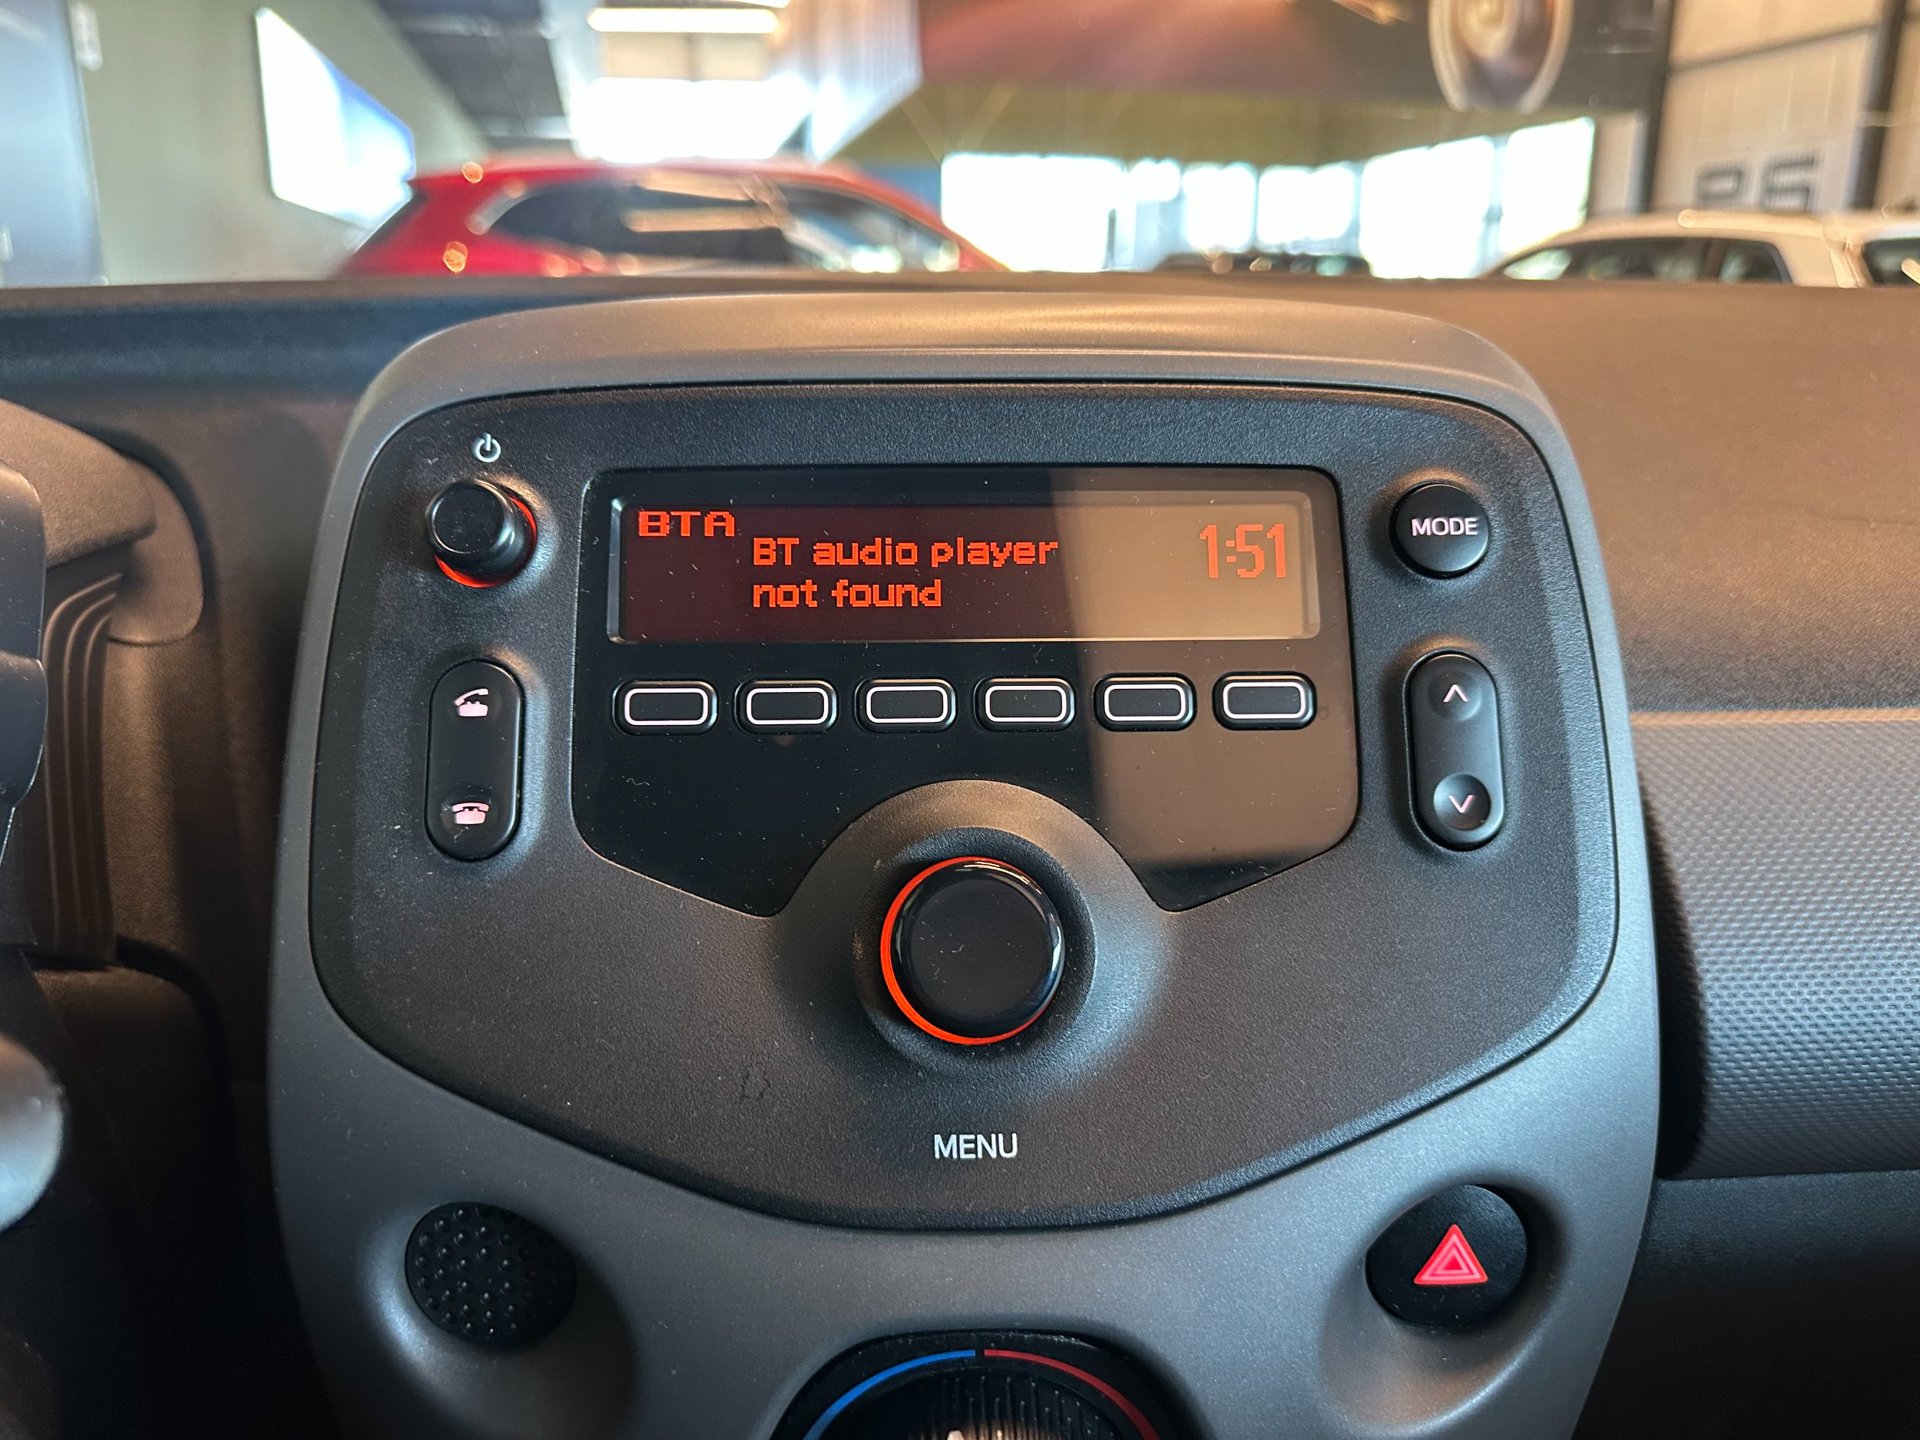 BTA
BT audio player
not found
1:51
MODE
MENU